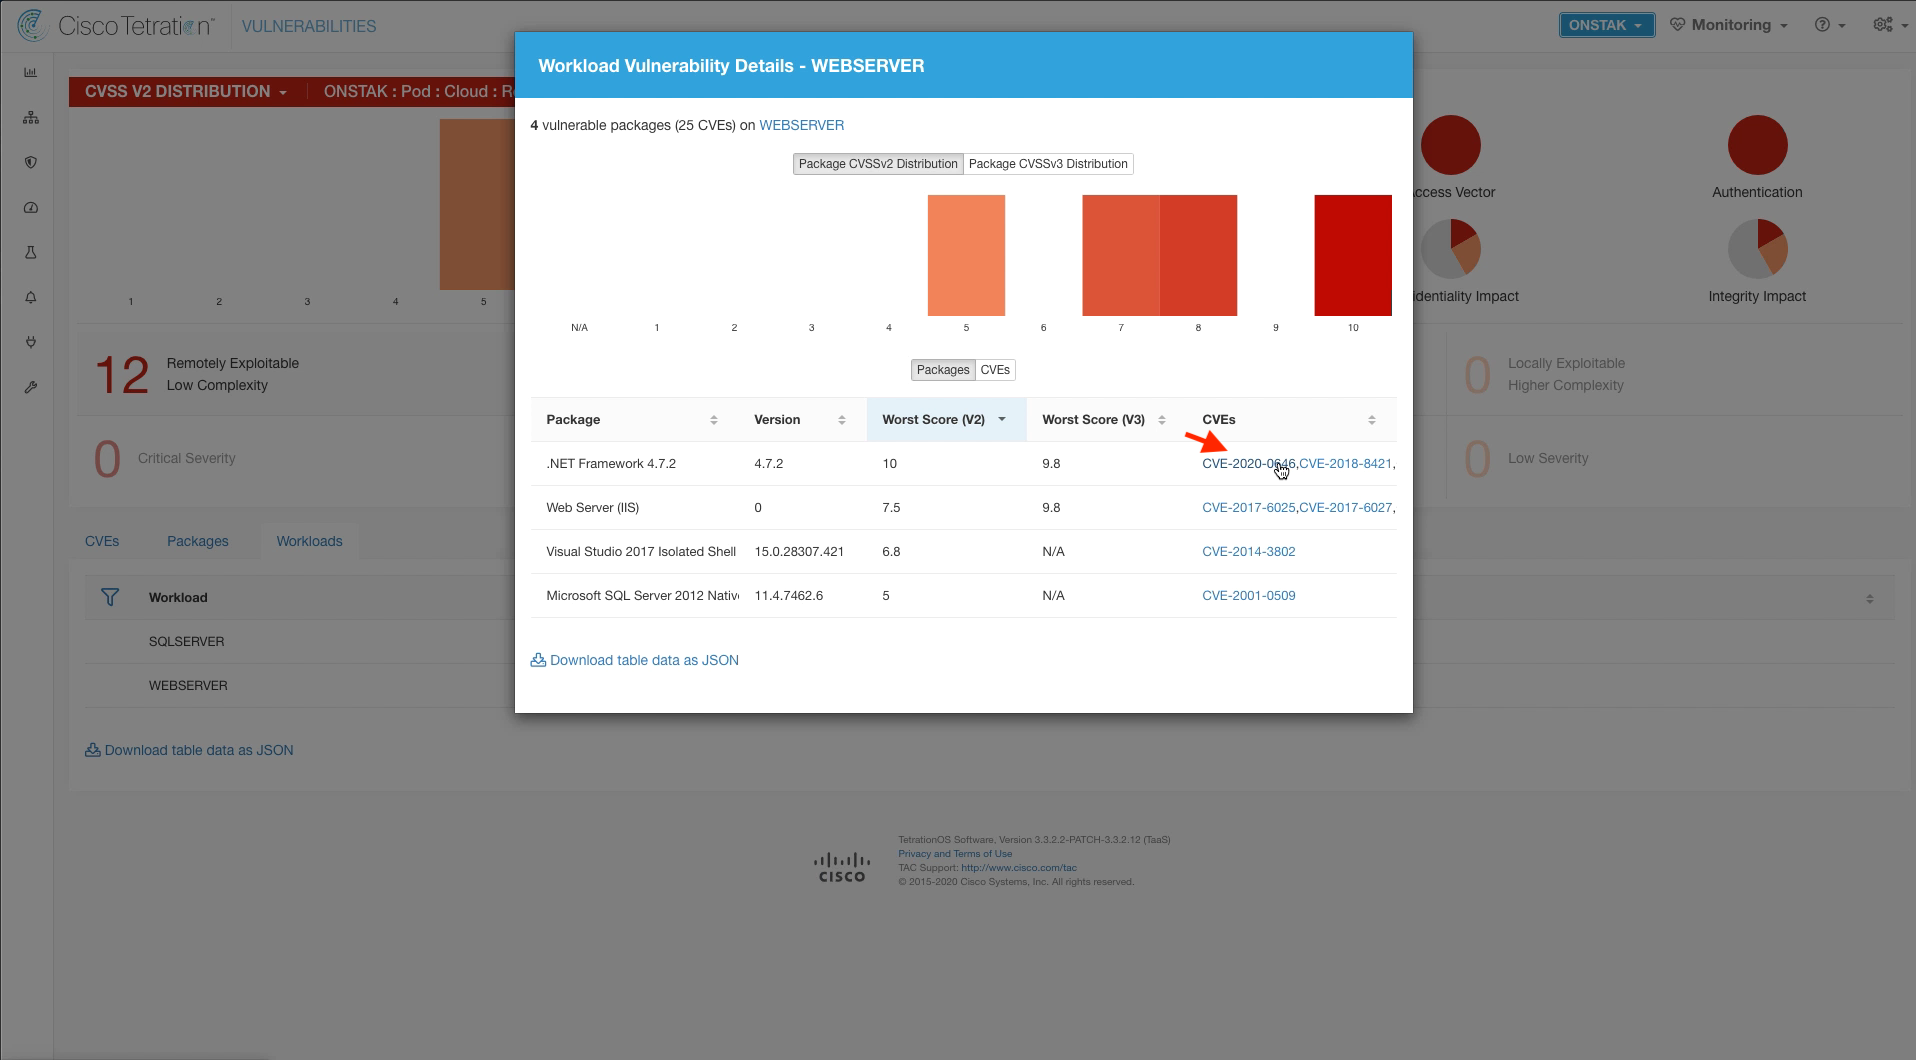 Cisco Tetration™ VULNERABILITIES
ONSTAK Monitoring
CVSS V2 DISTRIBUTION ONSTAK : Pod : Cloud :
1 2 3 4 5
12 Remotely Exploitable
Low Complexity
0 Critical Severity
Access Vector Authentication
Integrity Impact
Impact
0 Locally Exploitable
Higher Complexity
0 Low Severity
CVEs Packages Workloads
Workload
SQLSERVER
WEBSERVER
Download table data as JSON
Workload Vulnerability Details - WEBSERVER
4 vulnerable packages (25 CVEs) on WEBSERVER
Package CVSSv2 Distribution Package CVSSv3 Distribution
N/A 1 2 3 4 5 6 7 8 9 10
Packages CVEs
Package Version Worst Score (V2) Worst Score (V3) CVEs
.NET Framework 4.7.2 4.7.2 10 9.8 CVE-2020-0646,CVE-2018-8421,
Web Server (IIS) 0 7.5 9.8 CVE-2017-6025,CVE-2017-6027,
Visual Studio 2017 Isolated Shell 15.0.28307.421 6.8 N/A CVE-2014-3802
Microsoft SQL Server 2012 Nativ 11.4.7462.6 5 N/A CVE-2001-0509
Download table data as JSON
CISCO
TetrationOS Software, Version 3.3.2.2-PATCH-3.3.2.12 (TaaS)
Privacy and Terms of Use
TAC Support: http://www.cisco.com/tac
© 2015-2020 Cisco Systems, Inc. All rights reserved.